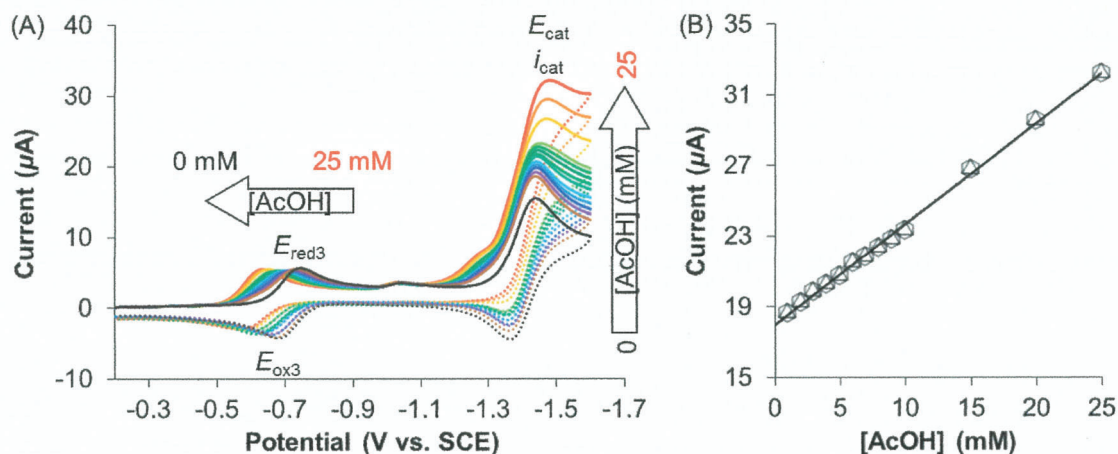 (A)
40
30
20
10
0
-10
Current (µA)
0 mM
25 mM
[AcOH]
E_red3
E_ox3
E_cat
i_cat
25
[AcOH] (mM)
0
-0.3 -0.5 -0.7 -0.9 -1.1 -1.3 -1.5 -1.7
Potential (V vs. SCE)
(B)
35
31
27
23
19
15
Current (µA)
0 5 10 15 20 25
[AcOH] (mM)